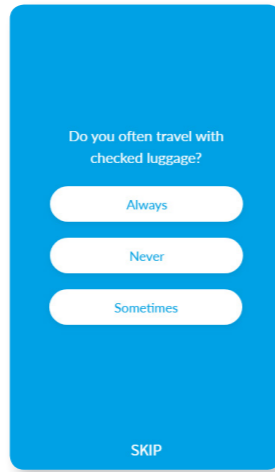 Do you often travel with
checked luggage?
Always
Never
Sometimes
SKIP